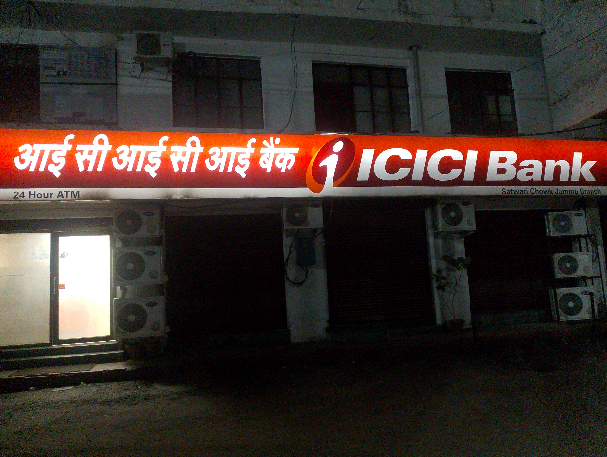 आई सी आई सी आई बैंक ICICI Bank
24 Hour ATM
Satwari Chowk Jammu Branch